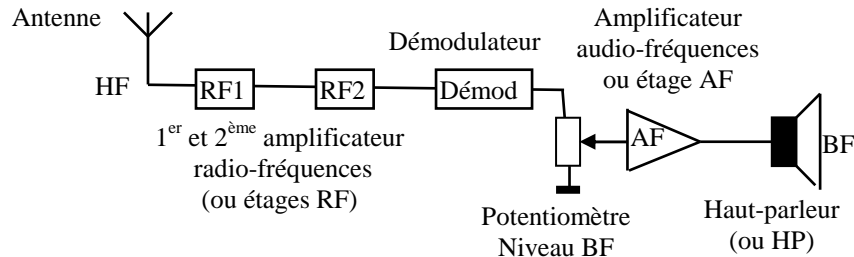 Antenne
HF
RF1
RF2
1er et 2ème amplificateur
radio-fréquences
(ou étages RF)
Démodulateur
Démod
Potentiomètre
Niveau BF
Amplificateur
audio-fréquences
ou étage AF
AF
BF
Haut-parleur
(ou HP)